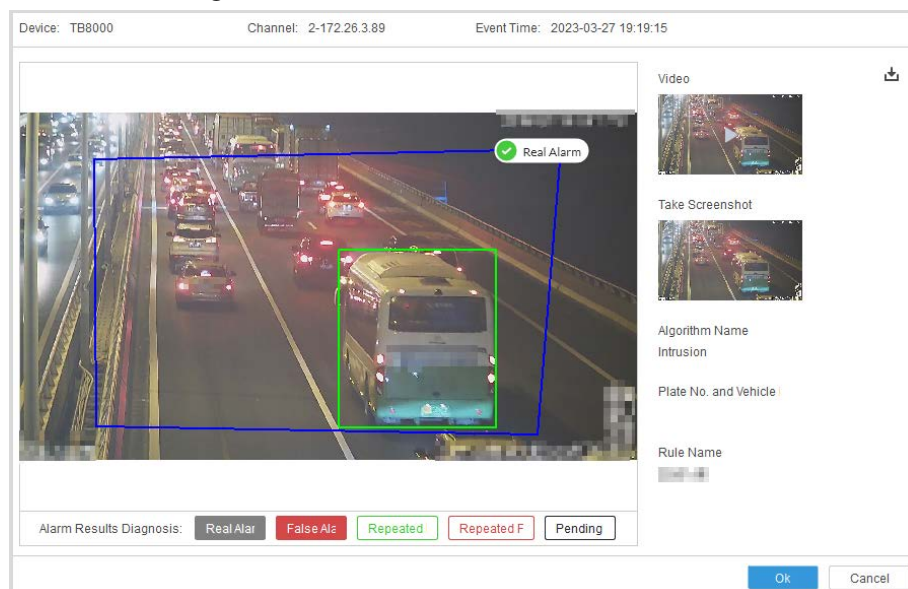 Device: TB8000 Channel: 2-172.26.3.89 Event Time: 2023-03-27 19:19:15
Video
Real Alarm
Take Screenshot
Algorithm Name
Intrusion
Plate No. and Vehicle
Rule Name
Alarm Results Diagnosis: Real Alar False Ala Repeated Repeated F Pending
Ok Cancel